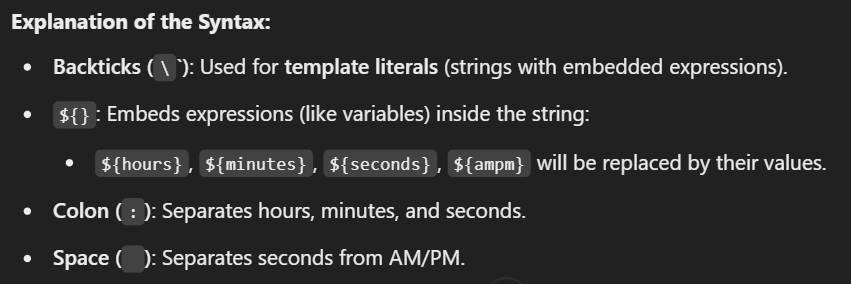 Explanation of the Syntax:
• Backticks (\`): Used for template literals (strings with embedded expressions).
• ${}: Embeds expressions (like variables) inside the string:
• ${hours}, ${minutes}, ${seconds}, ${ampm} will be replaced by their values.
• Colon (:): Separates hours, minutes, and seconds.
• Space ( ): Separates seconds from AM/PM.